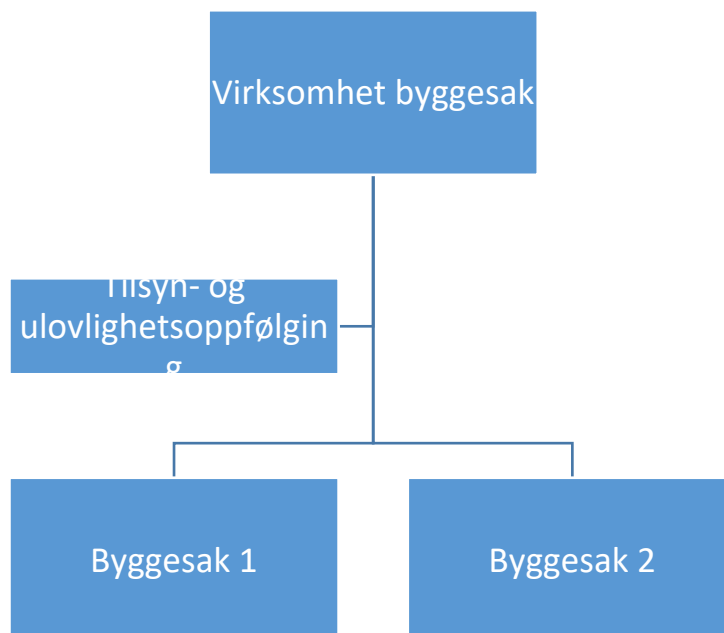 Virksomhet byggesak
Tilsyn- og
ulovlighetsoppfølgin
g
Byggesak 1
Byggesak 2